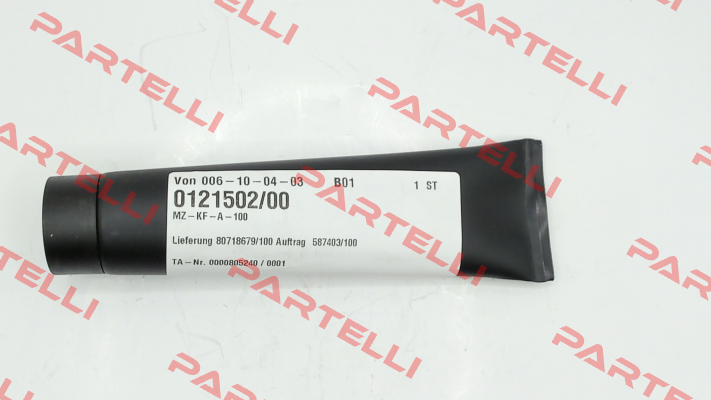 PARTELLI
PARTELLI
PARTELLI
PARTELLI
PARTELLI
PARTELLI
PARTELLI
PARTELLI
PARTELLI
Von 006-10-04-03 B01 1 ST
0121502/00
MZ-KF-A-100
Lieferung 80718679/100 Auftrag 587403/100
TA-Nr. 0000805240 / 0001